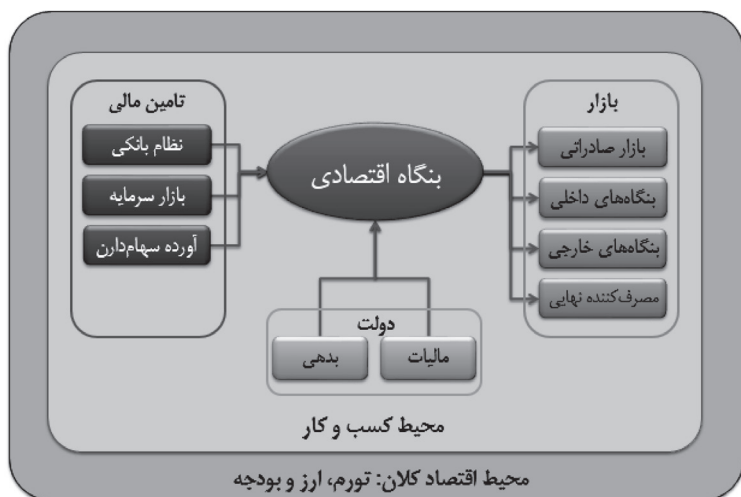 بازار
بازار صادراتی
بنگاه‌های داخلی
بنگاه‌های خارجی
مصرف‌کننده نهایی
بنگاه اقتصادی
تامین مالی
نظام بانکی
بازار سرمایه
آورده سهام‌دارن
دولت
مالیات
بدهی
محیط کسب و کار
محیط اقتصاد کلان: تورم، ارز و بودجه